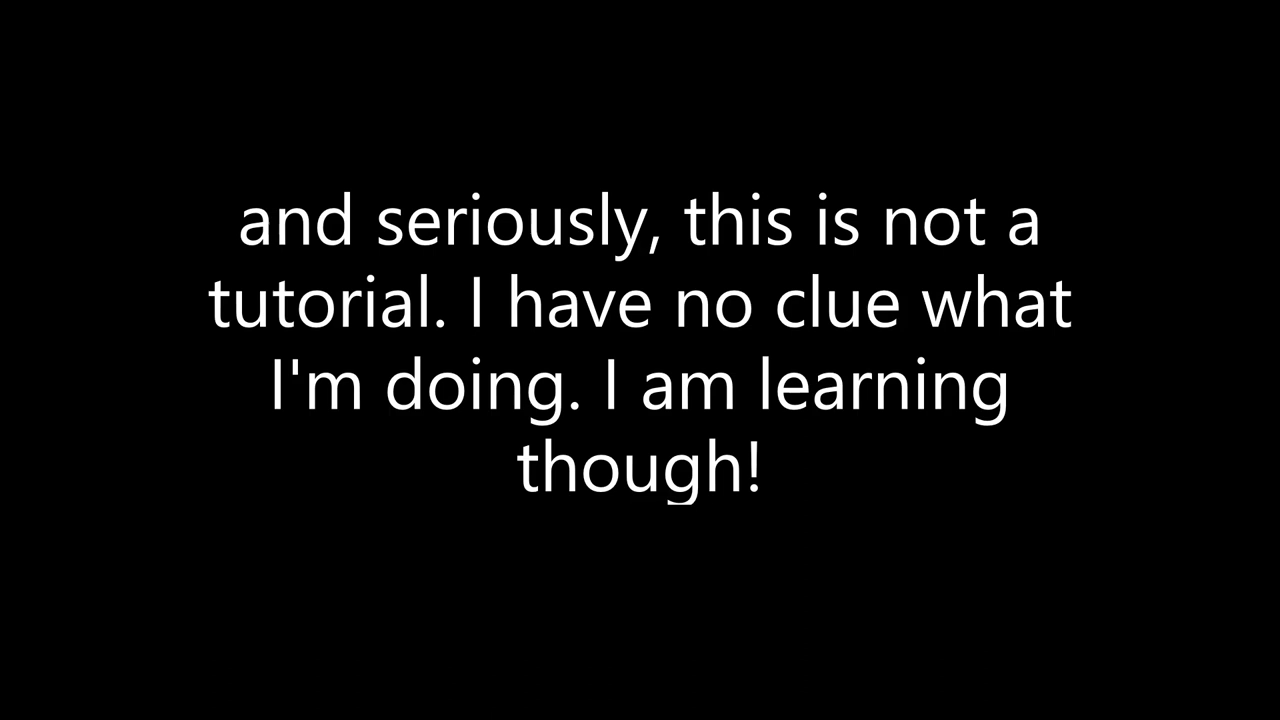 and seriously, this is not a
tutorial. I have no clue what
I'm doing. I am learning
though!